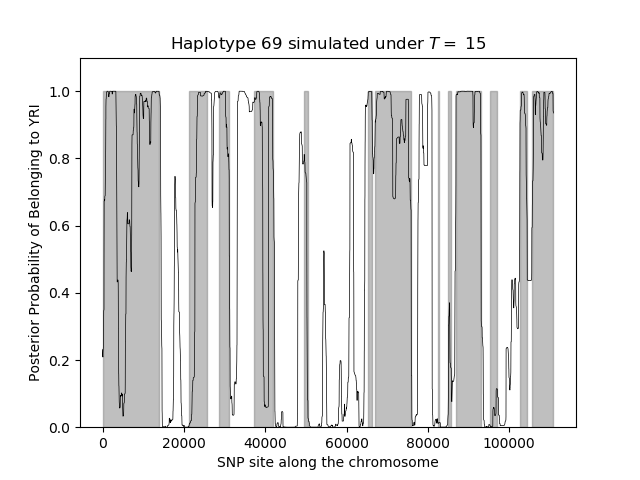 Haplotype 69 simulated under T = 15
Posterior Probability of Belonging to YRI
1.0
0.8
0.6
0.4
0.2
0.0
0 20000 40000 60000 80000 100000
SNP site along the chromosome